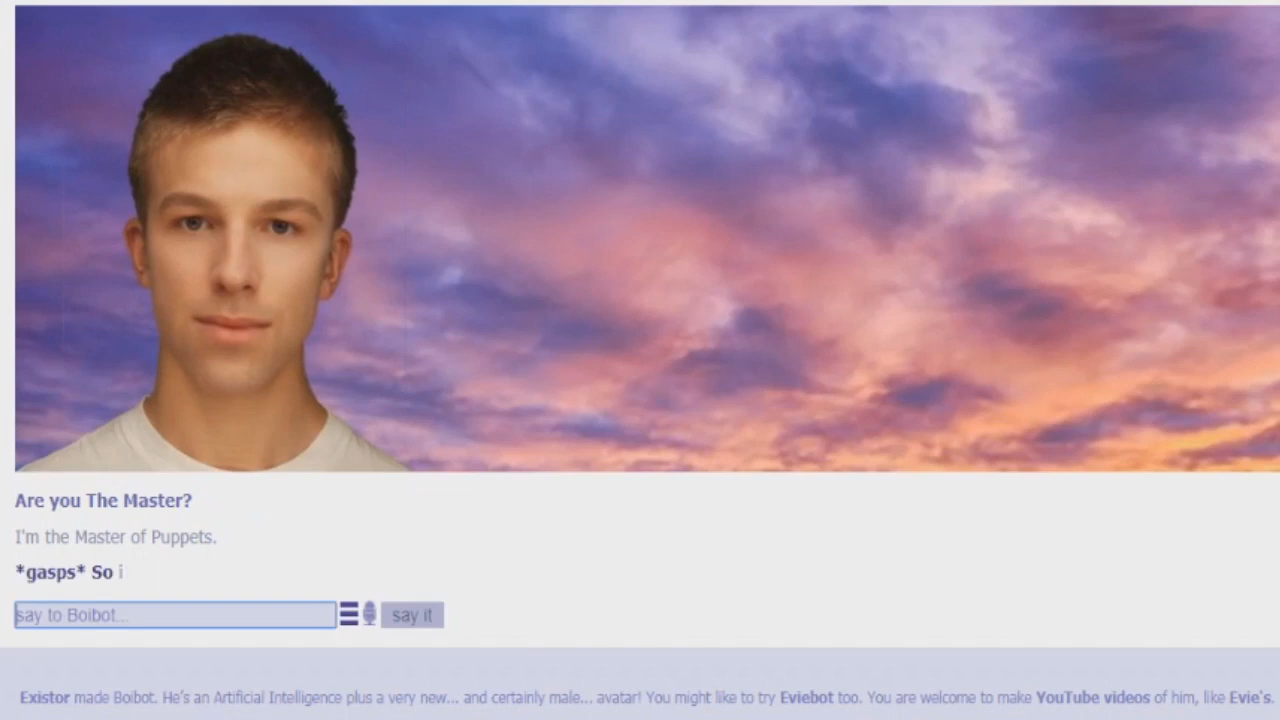 Are you The Master?
I'm the Master of Puppets.
*gasps* So i
say to Boibot...
say it
Existor made Boibot. He's an Artificial Intelligence plus a very new... and certainly male... avatar! You might like to try Eviebot too. You are welcome to make YouTube videos of him, like Evie's.